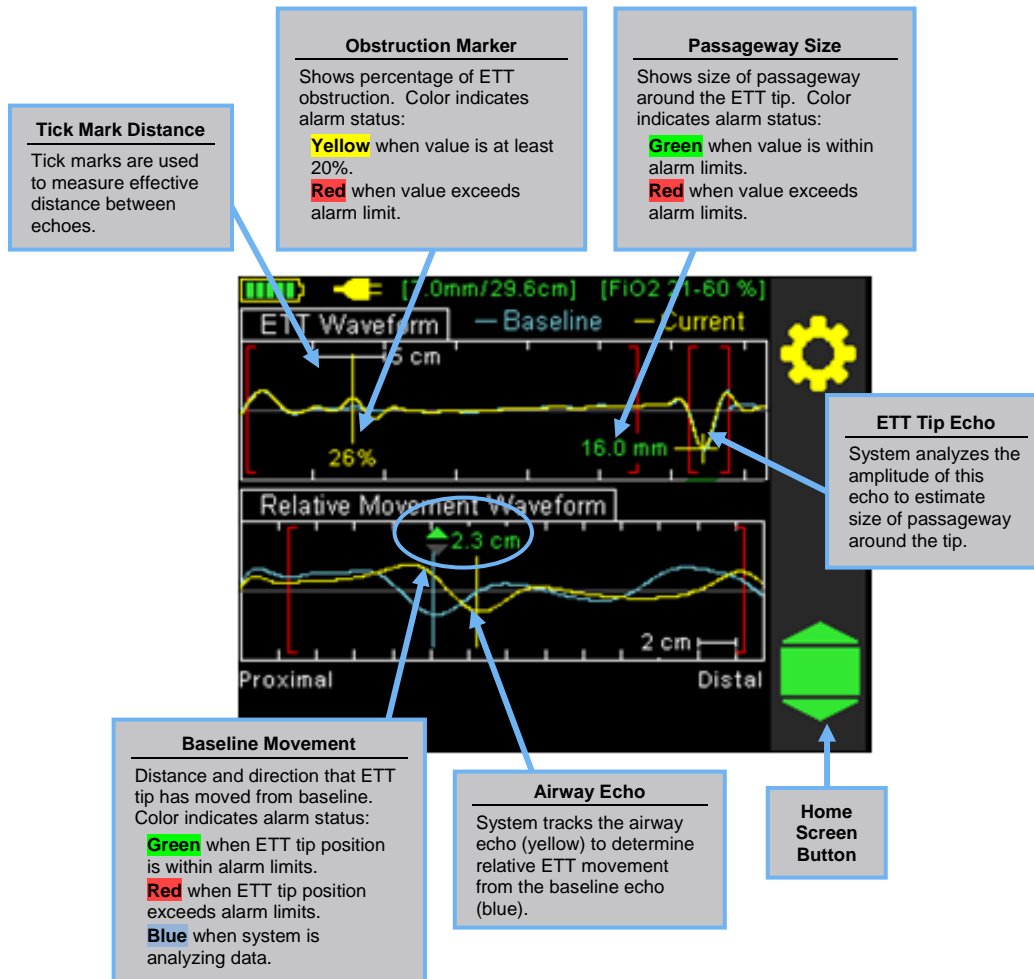 Obstruction Marker
Shows percentage of ETT
obstruction. Color indicates
alarm status:
Yellow when value is at least
20%.
Red when value exceeds
alarm limit.
Passageway Size
Shows size of passageway
around the ETT tip. Color
indicates alarm status:
Green when value is within
alarm limits.
Red when value exceeds
alarm limits.
Tick Mark Distance
Tick marks are used
to measure effective
distance between
echoes.
[7.0mm/29.6cm] [FiO2 21-60 %]
ETT Waveform Baseline Current
5 cm
26%
16.0 mm
ETT Tip Echo
System analyzes the
amplitude of this
echo to estimate
size of passageway
around the tip.
Relative Movement Waveform
2.3 cm
2 cm
Proximal Distal
Baseline Movement
Distance and direction that ETT
tip has moved from baseline.
Color indicates alarm status:
Green when ETT tip position
is within alarm limits.
Red when ETT tip position
exceeds alarm limits.
Blue when system is
analyzing data.
Airway Echo
System tracks the airway
echo (yellow) to determine
relative ETT movement
from the baseline echo
(blue).
Home
Screen
Button